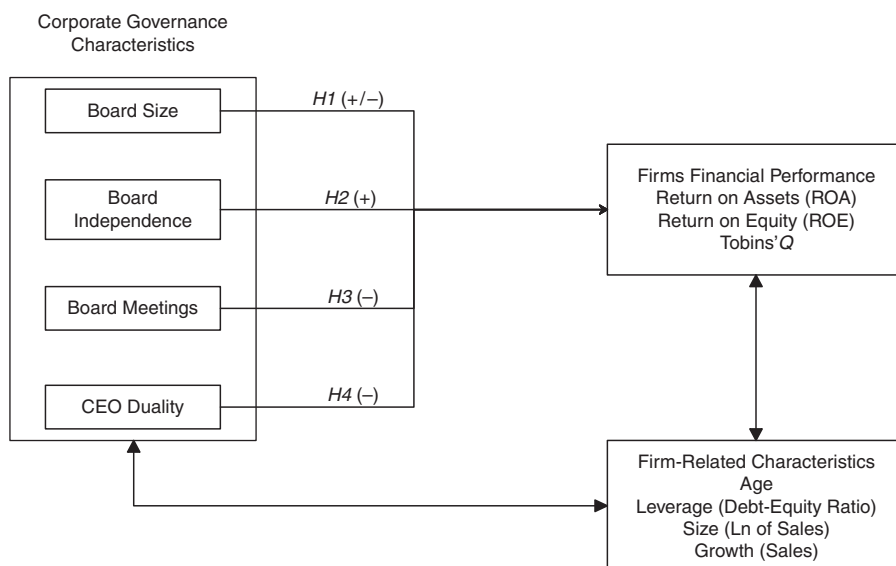 Corporate Governance
Characteristics
Board Size
H1 (+/–)
Board
Independence
H2 (+)
Board Meetings
H3 (–)
CEO Duality
H4 (–)
Firms Financial Performance
Return on Assets (ROA)
Return on Equity (ROE)
Tobins'Q
Firm-Related Characteristics
Age
Leverage (Debt-Equity Ratio)
Size (Ln of Sales)
Growth (Sales)